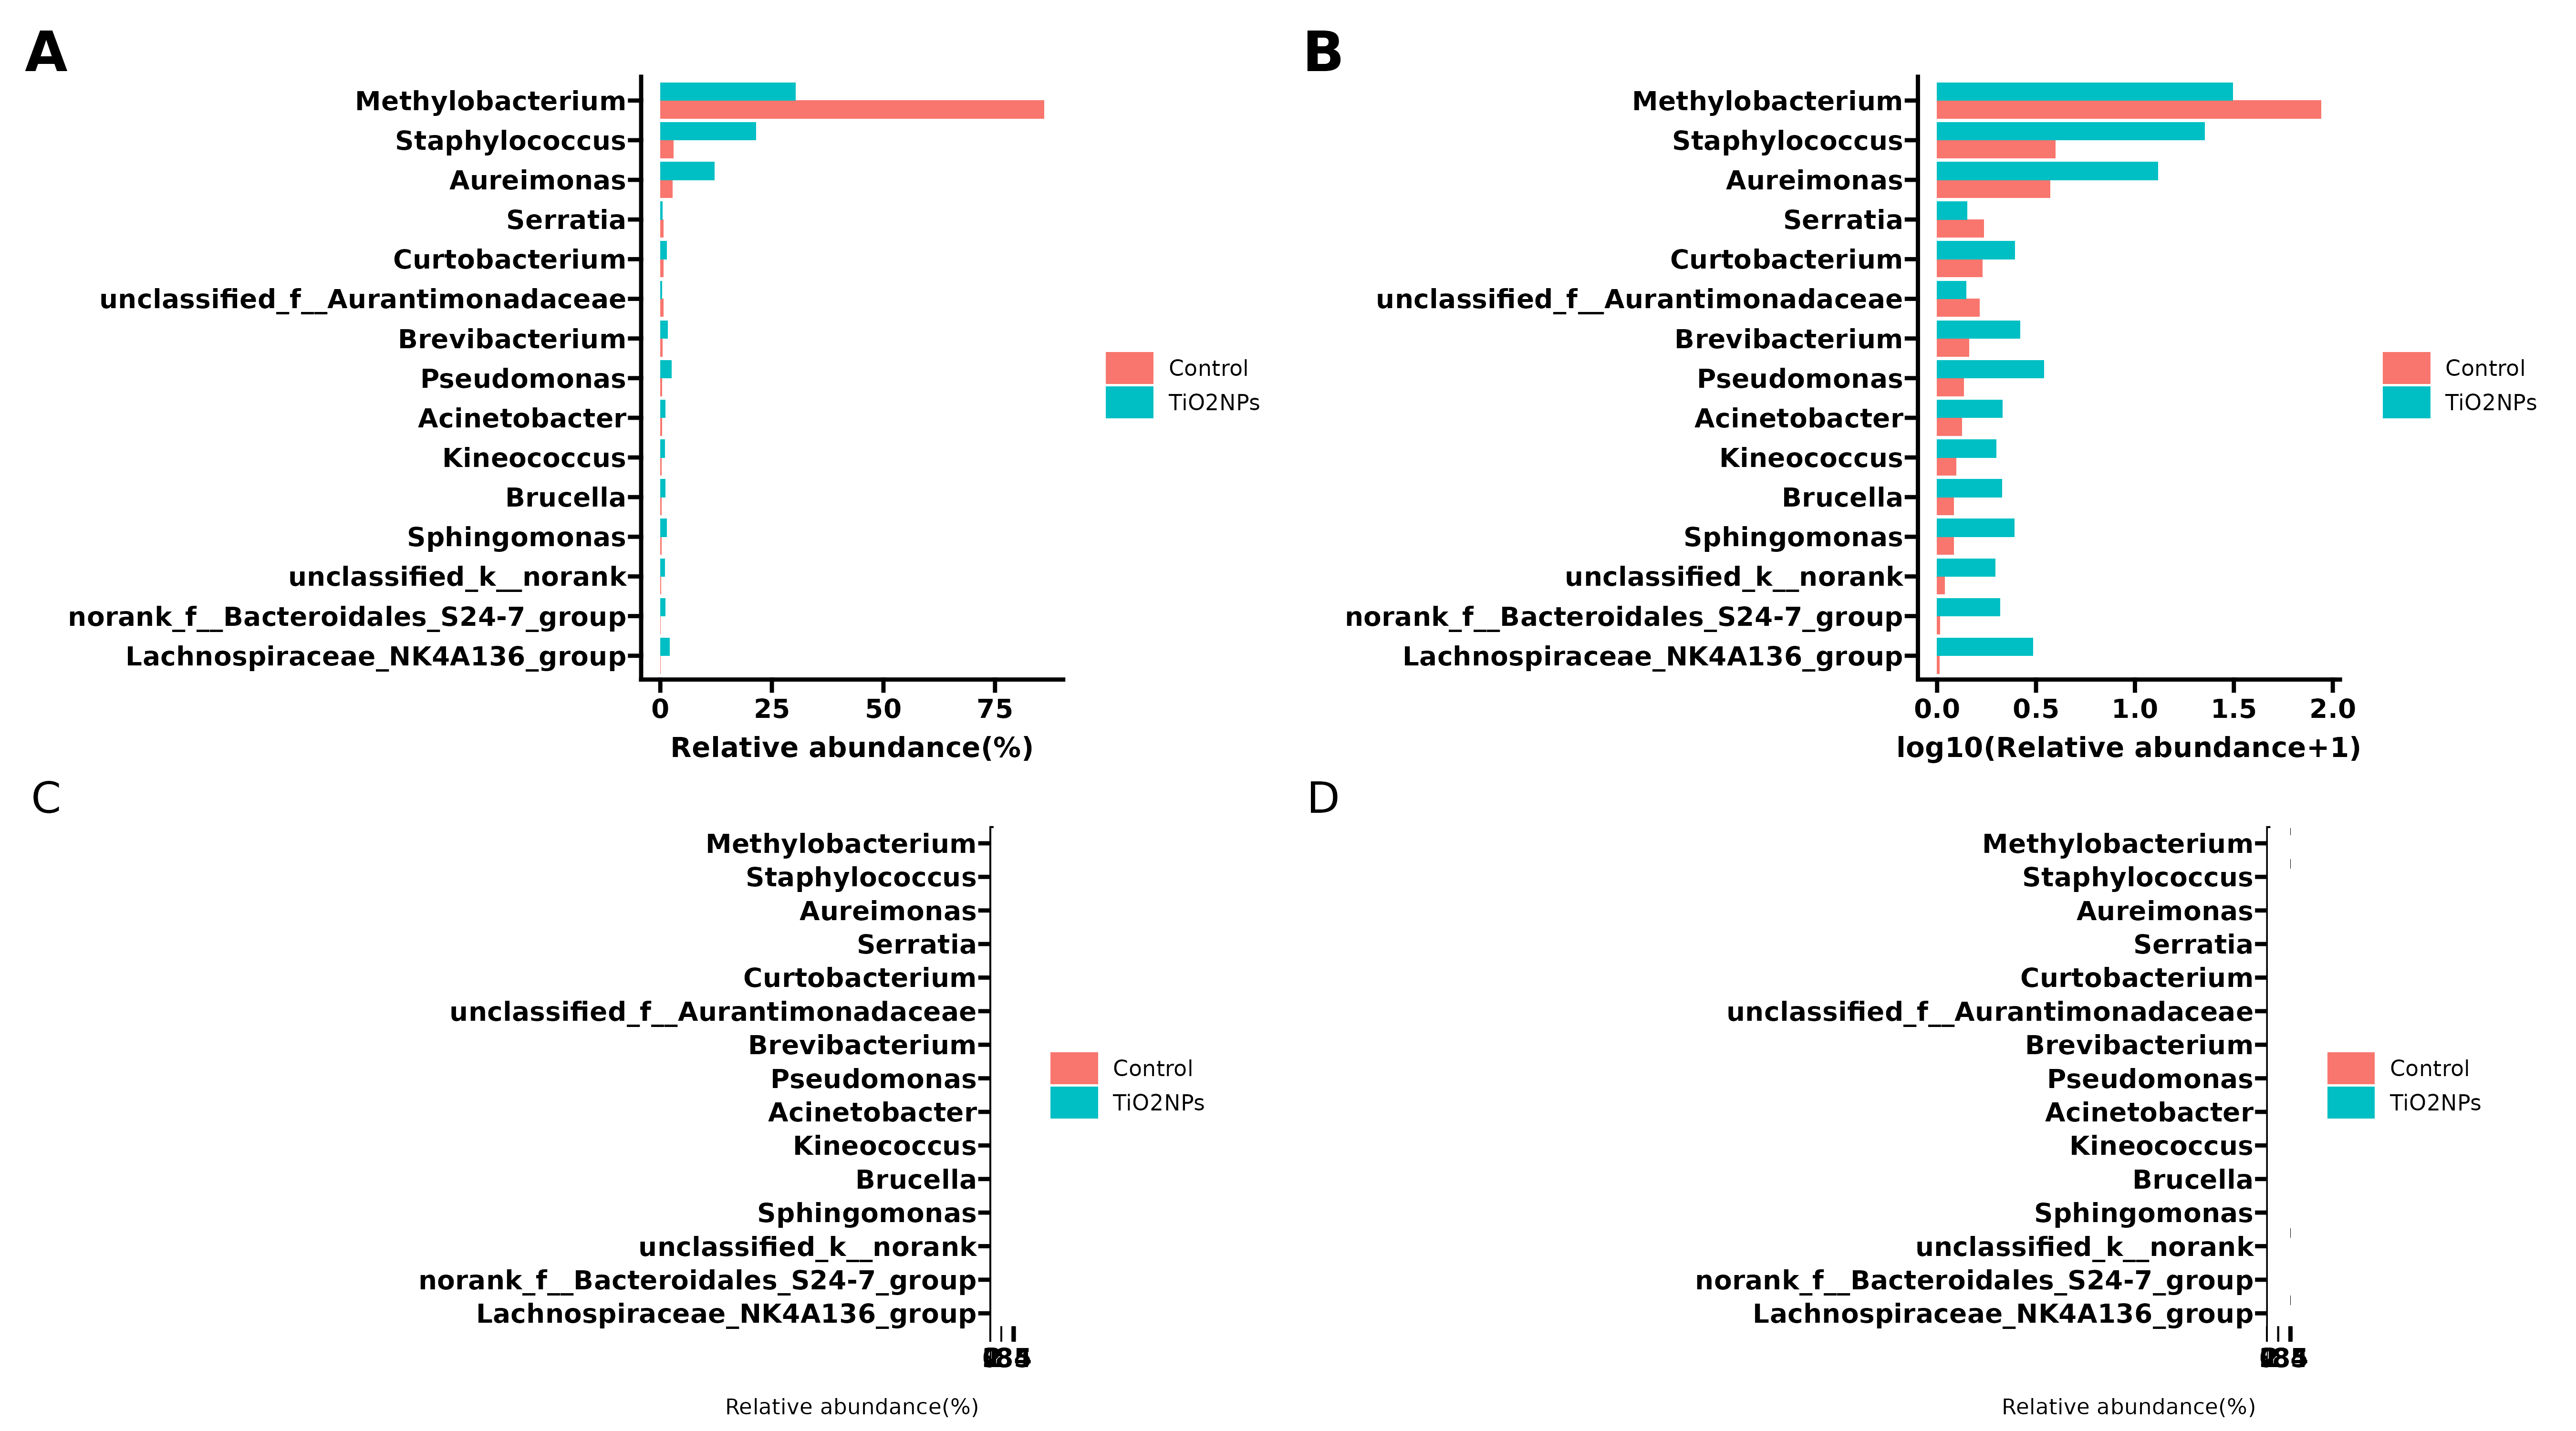 A
Methylobacterium
Staphylococcus
Aureimonas
Serratia
Curtobacterium
unclassified_f__Aurantimonadaceae
Brevibacterium
Pseudomonas
Acinetobacter
Kineococcus
Brucella
Sphingomonas
unclassified_k__norank
norank_f__Bacteroidales_S24-7_group
Lachnospiraceae_NK4A136_group
0 25 50 75
Relative abundance(%)
Control
TiO2NPs
B
Methylobacterium
Staphylococcus
Aureimonas
Serratia
Curtobacterium
unclassified_f__Aurantimonadaceae
Brevibacterium
Pseudomonas
Acinetobacter
Kineococcus
Brucella
Sphingomonas
unclassified_k__norank
norank_f__Bacteroidales_S24-7_group
Lachnospiraceae_NK4A136_group
0.0 0.5 1.0 1.5 2.0
log10(Relative abundance+1)
Control
TiO2NPs
C
Methylobacterium
Staphylococcus
Aureimonas
Serratia
Curtobacterium
unclassified_f__Aurantimonadaceae
Brevibacterium
Pseudomonas
Acinetobacter
Kineococcus
Brucella
Sphingomonas
unclassified_k__norank
norank_f__Bacteroidales_S24-7_group
Lachnospiraceae_NK4A136_group
Relative abundance(%)
Control
TiO2NPs
D
Methylobacterium
Staphylococcus
Aureimonas
Serratia
Curtobacterium
unclassified_f__Aurantimonadaceae
Brevibacterium
Pseudomonas
Acinetobacter
Kineococcus
Brucella
Sphingomonas
unclassified_k__norank
norank_f__Bacteroidales_S24-7_group
Lachnospiraceae_NK4A136_group
Relative abundance(%)
Control
TiO2NPs